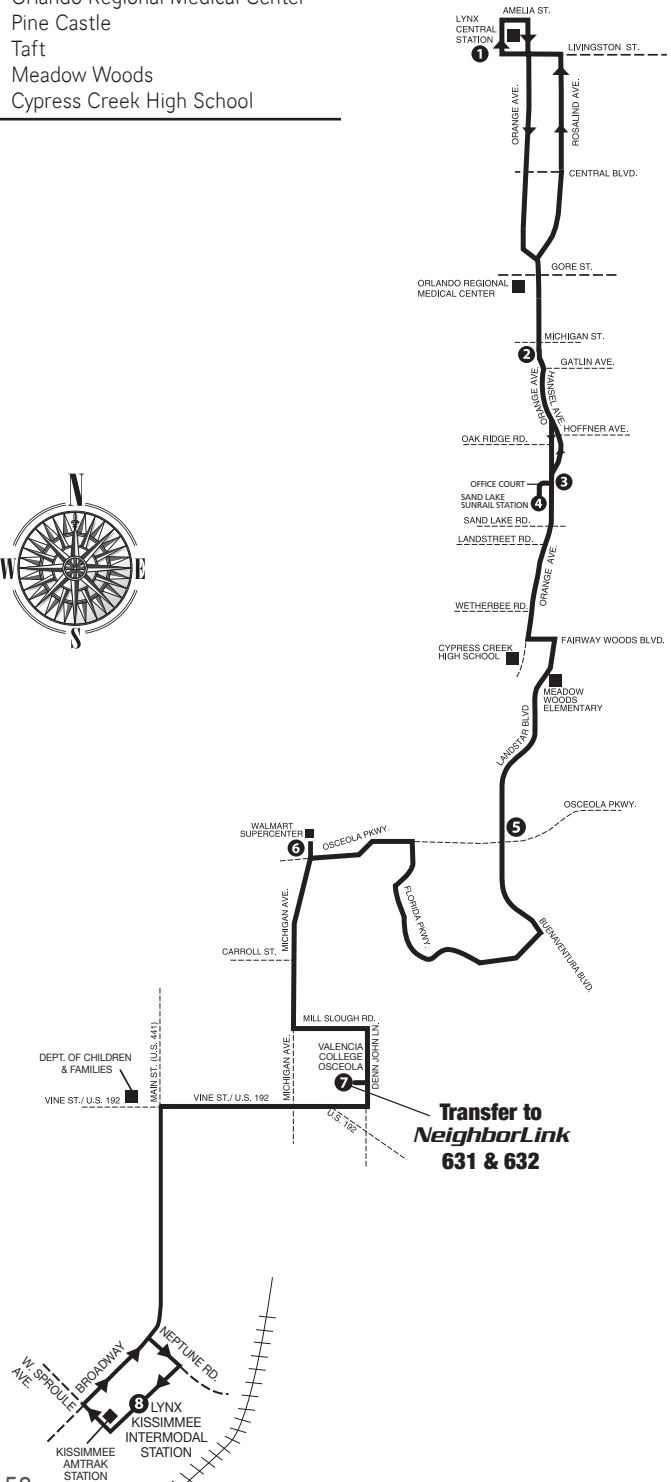 Orlando Regional Medical Center
Pine Castle
Taft
Meadow Woods
Cypress Creek High School
AMELIA ST.
LYNX
CENTRAL
STATION
1
LIVINGSTON ST.
ORANGE AVE.
ROSALIND AVE.
CENTRAL BLVD.
GORE ST.
ORLANDO REGIONAL
MEDICAL CENTER
MICHIGAN ST.
2
GATLIN AVE.
ORANGE AVE.
HANSEL AVE.
HOFFNER AVE.
OAK RIDGE RD.
OFFICE COURT
3
SAND LAKE
SUNRAIL STATION
4
SAND LAKE RD.
LANDSTREET RD.
ORANGE AVE.
WETHERBEE RD.
FAIRWAY WOODS BLVD.
CYPRESS CREEK
HIGH SCHOOL
MEADOW
WOODS
ELEMENTARY
LANDSTAR BLVD
N
W
E
S
OSCEOLA PKWY.
5
WALMART
SUPERCENTER
6
OSCEOLA PKWY.
FLORIDA PKWY.
BUENAVENTURA BLVD.
MICHIGAN AVE.
CARROLL ST.
MILL SLOUGH RD.
MAIN ST. (U.S. 441)
MICHIGAN AVE.
VALENCIA
COLLEGE
OSCEOLA
7
DENN JOHN LN.
DEPT. OF CHILDREN
& FAMILIES
VINE ST./ U.S. 192
VINE ST./ U.S. 192
U.S. 192
Transfer to
NeighborLink
631 & 632
BROADWAY
NEPTUNE RD.
W. SPROULE
AVE.
8
LYNX
KISSIMMEE
INTERMODAL
STATION
KISSIMMEE
AMTRAK
STATION